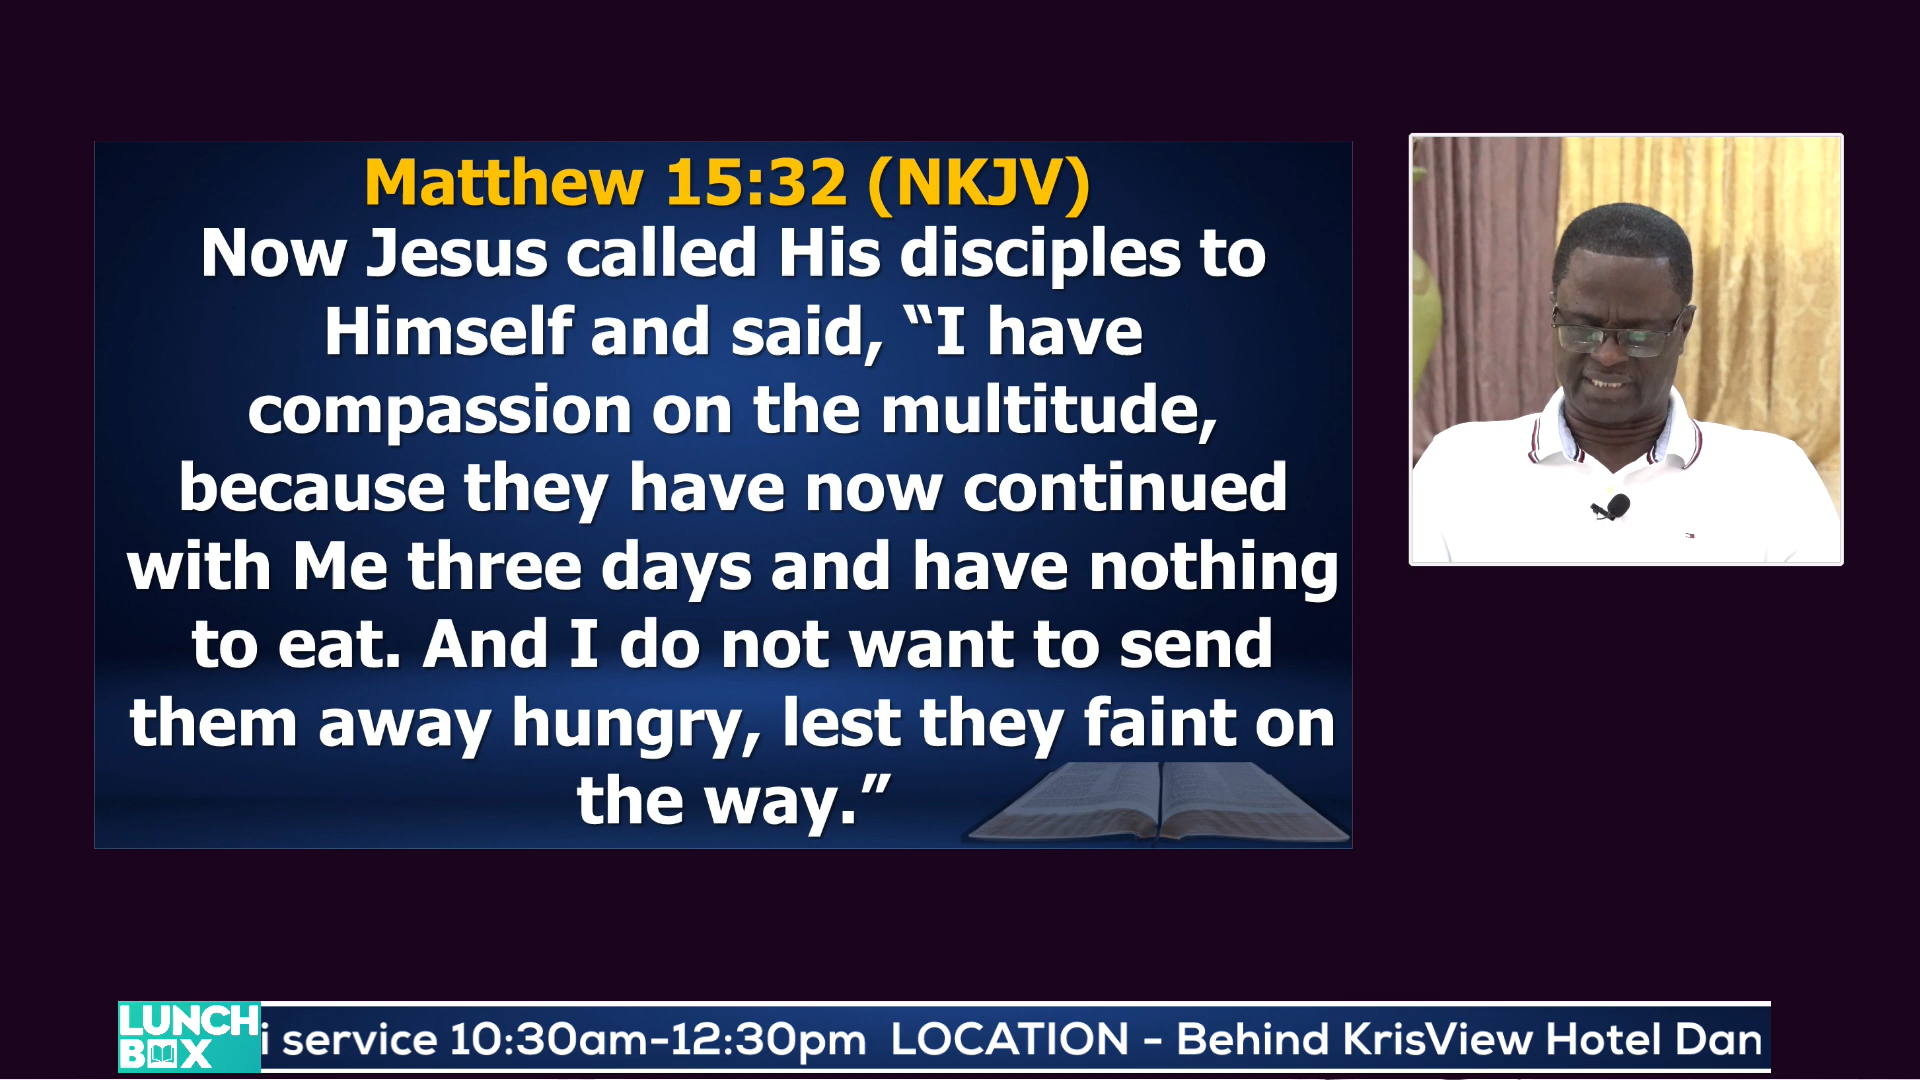 Matthew 15:32 (NKJV)
Now Jesus called His disciples to
Himself and said, “I have
compassion on the multitude,
because they have now continued
with Me three days and have nothing
to eat. And I do not want to send
them away hungry, lest they faint on
the way.”
LUNCH
BOX
i service 10:30am-12:30pm LOCATION - Behind KrisView Hotel Dan